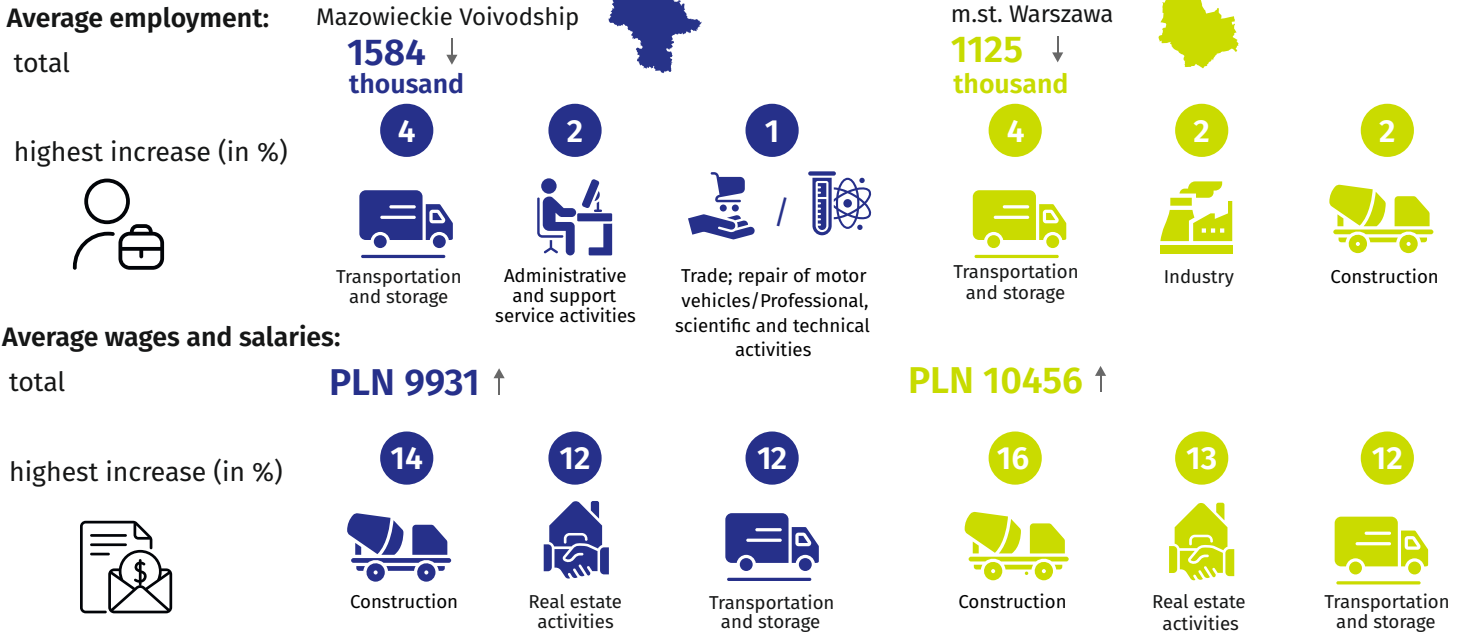 Average employment:
Mazowieckie Voivodship
m.st. Warszawa
total
1584 ↓
thousand
1125 ↓
thousand
highest increase (in %)
4
2
1
4
2
2
/
Transportation
and storage
Administrative
and support
service activities
Trade; repair of motor
vehicles/Professional,
scientific and technical
activities
Transportation
and storage
Industry
Construction
Average wages and salaries:
total
PLN 9931 ↑
PLN 10456 ↑
highest increase (in %)
14
12
12
16
13
12
$
Construction
Real estate
activities
Transportation
and storage
Construction
Real estate
activities
Transportation
and storage